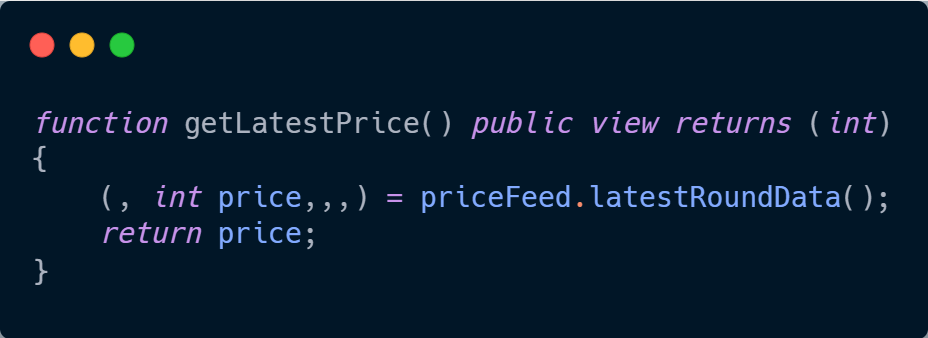 function getLatestPrice() public view returns (int)
{
    (, int price,,,) = priceFeed.latestRoundData();
    return price;
}